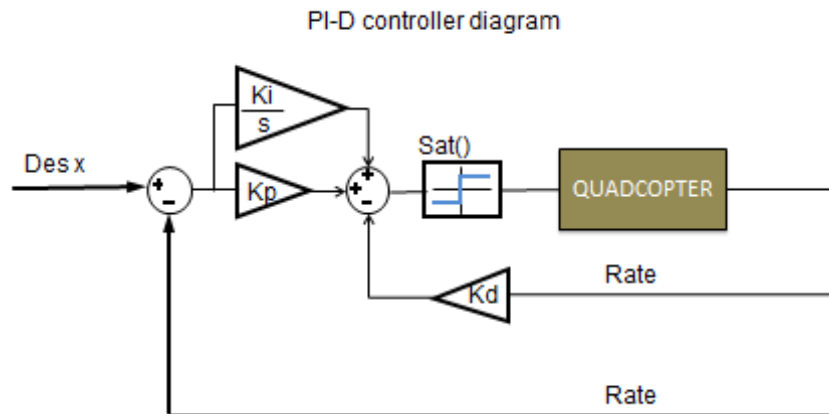 PI-D controller diagram
Ki
s
Des x
+
-
Kp
+
+
-
Sat()
QUADCOPTER
Kd
Rate
Rate